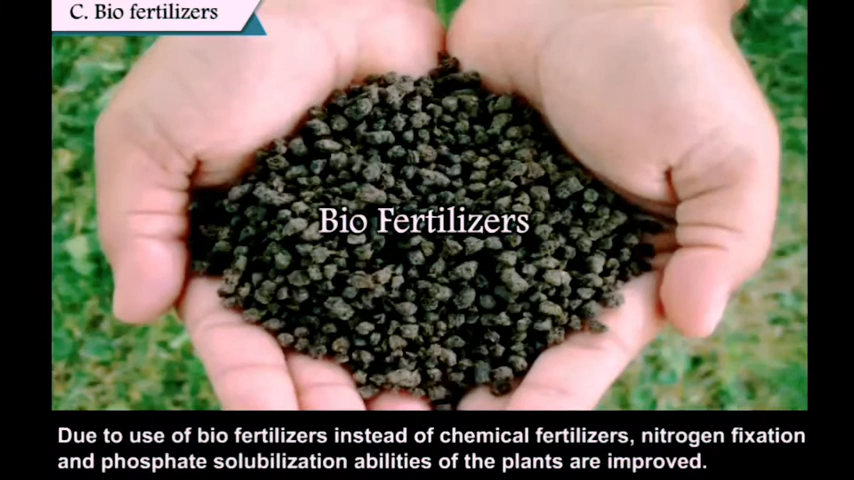 C. Bio fertilizers
Bio Fertilizers
Due to use of bio fertilizers instead of chemical fertilizers, nitrogen fixation
and phosphate solubilization abilities of the plants are improved.